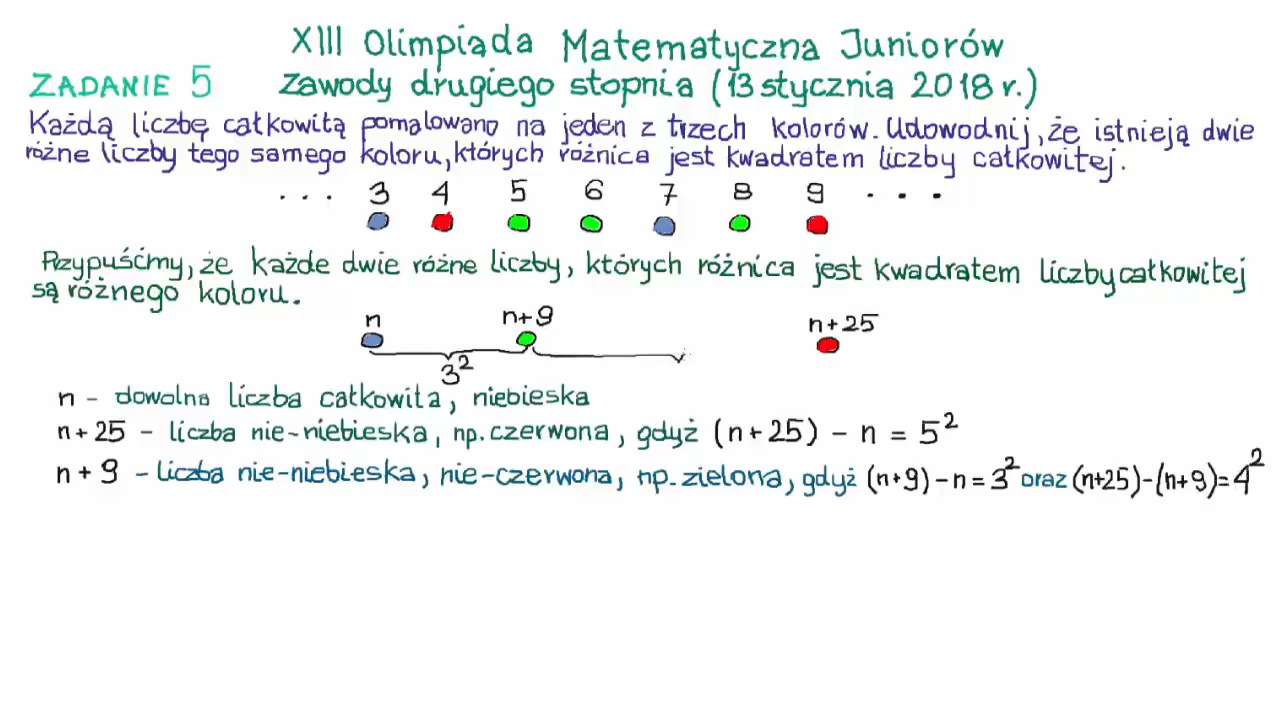 XIII Olimpiada Matematyczna Juniorów
ZADANIE 5 Zawody drugiego stopnia (13 stycznia 2018 r.)
Każdą liczbę całkowitą pomalowano na jeden z trzech kolorów. Udowodnij, że istnieją dwie
różne liczby tego samego koloru, których różnica jest kwadratem liczby całkowitej.
... 3 4 5 6 7 8 9 ...
Przypuśćmy, że każde dwie różne liczby, których różnica jest kwadratem liczby całkowitej
są różnego koloru.
n n+9 n+25
3²
n - dowolna liczba całkowita, niebieska
n+25 - liczba nie-niebieska, np. czerwona, gdyż (n+25) - n = 5²
n+9 - liczba nie-niebieska, nie-czerwona, np. zielona, gdyż (n+9)-n=3² oraz (n+25)-(n+9)=4²